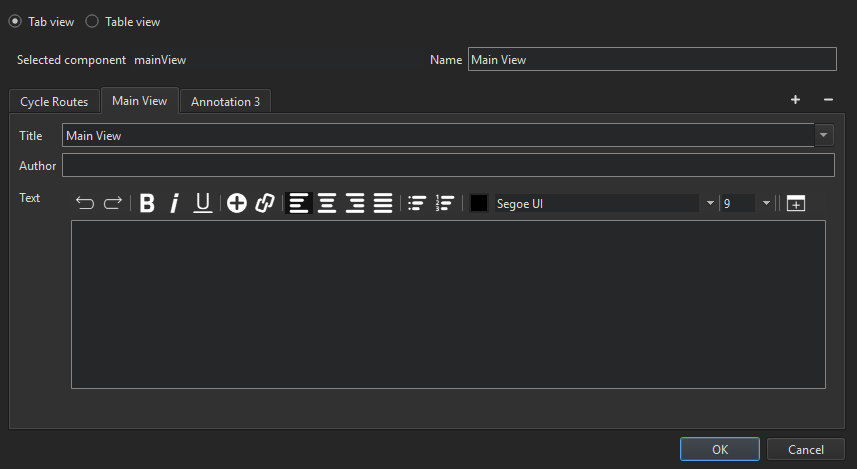 Tab view Table view
Selected component mainView Name Main View
Cycle Routes Main View Annotation 3 + −
Title Main View
Author
Text B i U Segoe UI 9
OK Cancel